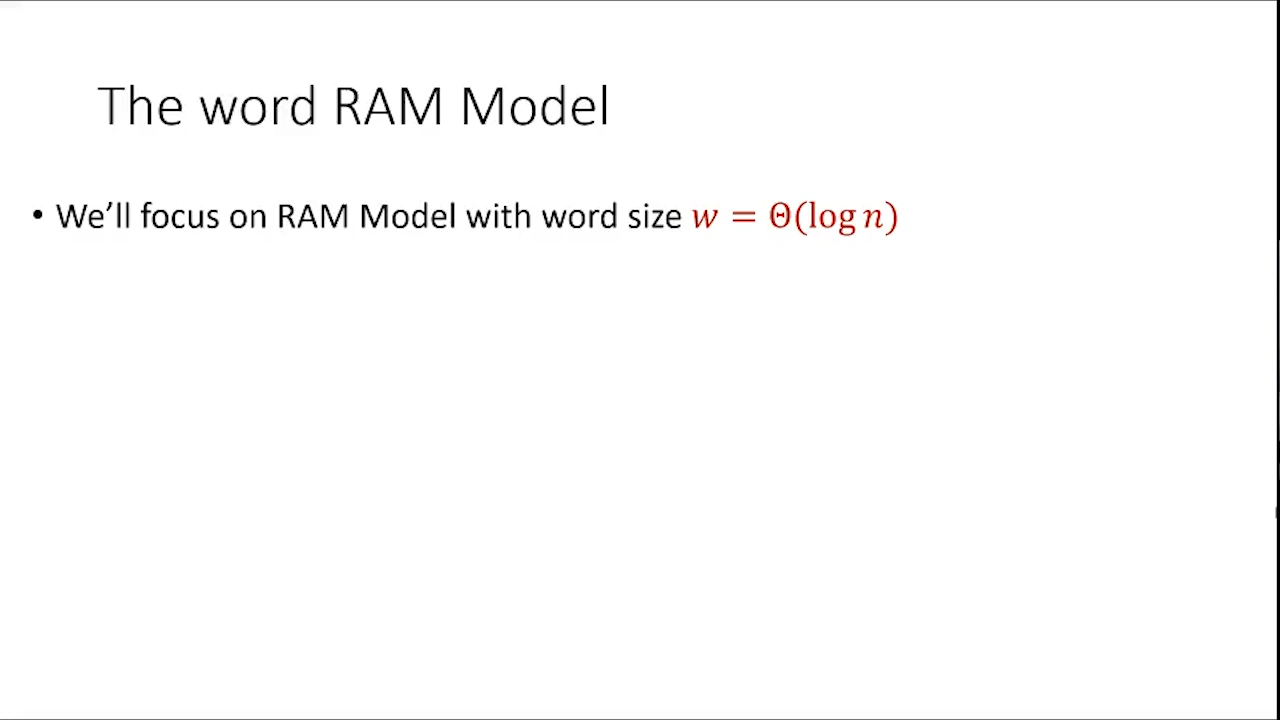 The word RAM Model
• We'll focus on RAM Model with word size w = Θ(log n)